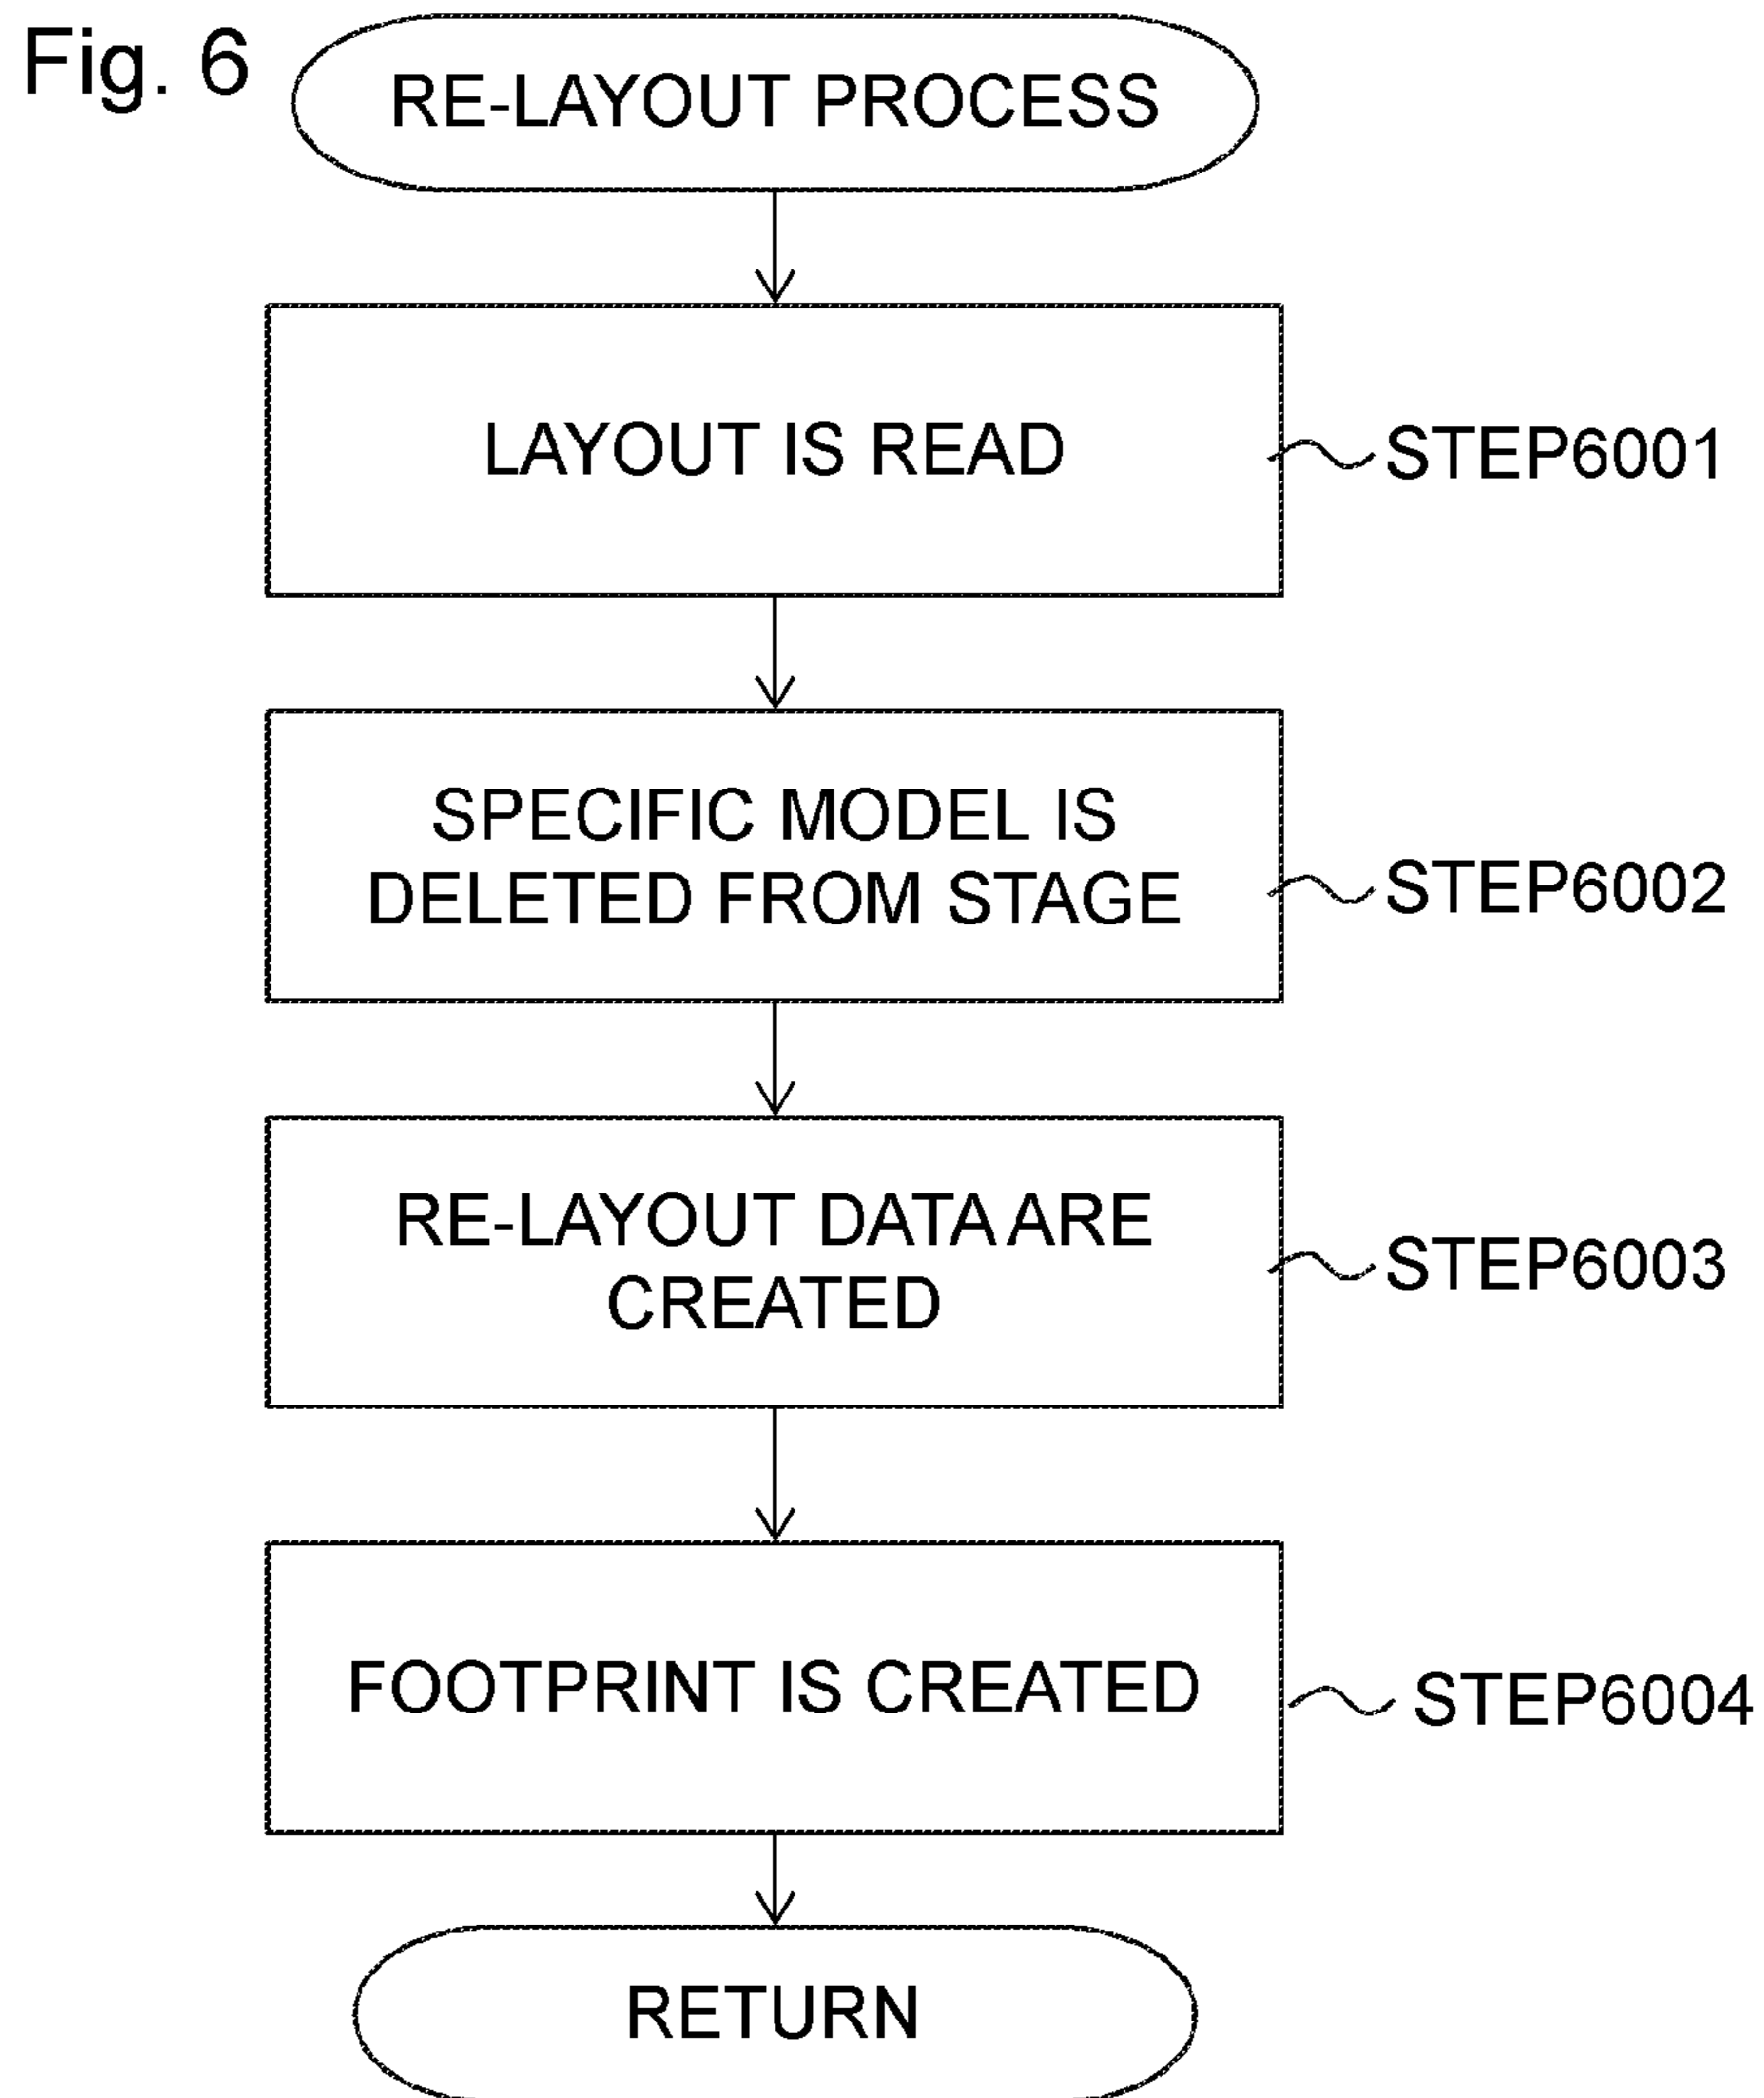 Fig. 6
RE-LAYOUT PROCESS
LAYOUT IS READ
STEP6001
SPECIFIC MODEL IS
DELETED FROM STAGE
STEP6002
RE-LAYOUT DATA ARE
CREATED
STEP6003
FOOTPRINT IS CREATED
STEP6004
RETURN